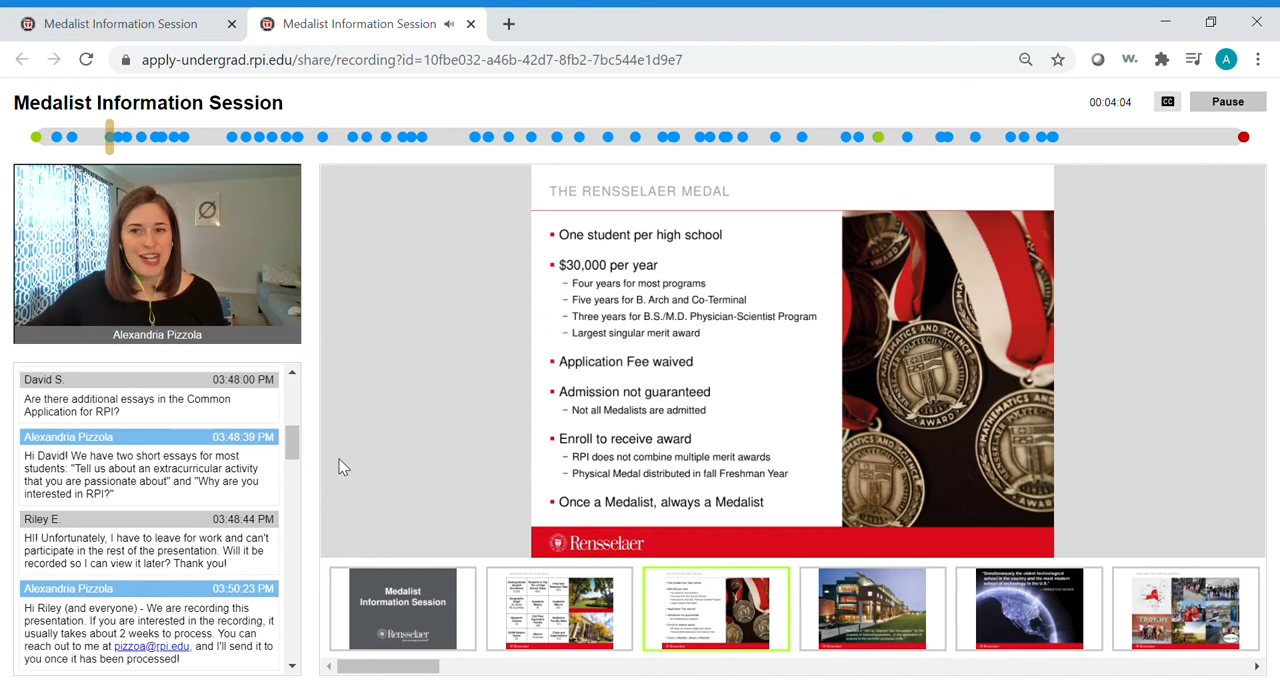 Medalist Information Session
Medalist Information Session
apply-undergrad.rpi.edu/share/recording?id=10fbe032-a46b-42d7-8fb2-7bc544e1d9e7
W.
A
Medalist Information Session
00:04:04
CC
Pause
Alexandria Pizzola
David S. 03:48:00 PM
Are there additional essays in the Common
Application for RPI?
Alexandria Pizzola 03:48:39 PM
Hi David! We have two short essays for most
students: "Tell us about an extracurricular activity
that you are passionate about" and "Why are you
interested in RPI?"
Riley E. 03:48:44 PM
HI! Unfortunately, I have to leave for work and can't
participate in the rest of the presentation. Will it be
recorded so I can view it later? Thank you!
Alexandria Pizzola 03:50:23 PM
Hi Riley (and everyone) - We are recording this
presentation. If you are interested in the recording, it
usually takes about 2 weeks to process. You can
reach out to me at pizzoa@rpi.edu, and I'll send it to
you once it has been processed!
THE RENSSELAER MEDAL
▪ One student per high school
▪ $30,000 per year
– Four years for most programs
– Five years for B. Arch and Co-Terminal
– Three years for B.S./M.D. Physician-Scientist Program
– Largest singular merit award
▪ Application Fee waived
▪ Admission not guaranteed
– Not all Medalists are admitted
▪ Enroll to receive award
– RPI does not combine multiple merit awards
– Physical Medal distributed in fall Freshman Year
▪ Once a Medalist, always a Medalist
MATHEMATICS AND SCIENCE
AWARD
Rensselaer
Medalist
Information Session
Rensselaer
TROY, NY